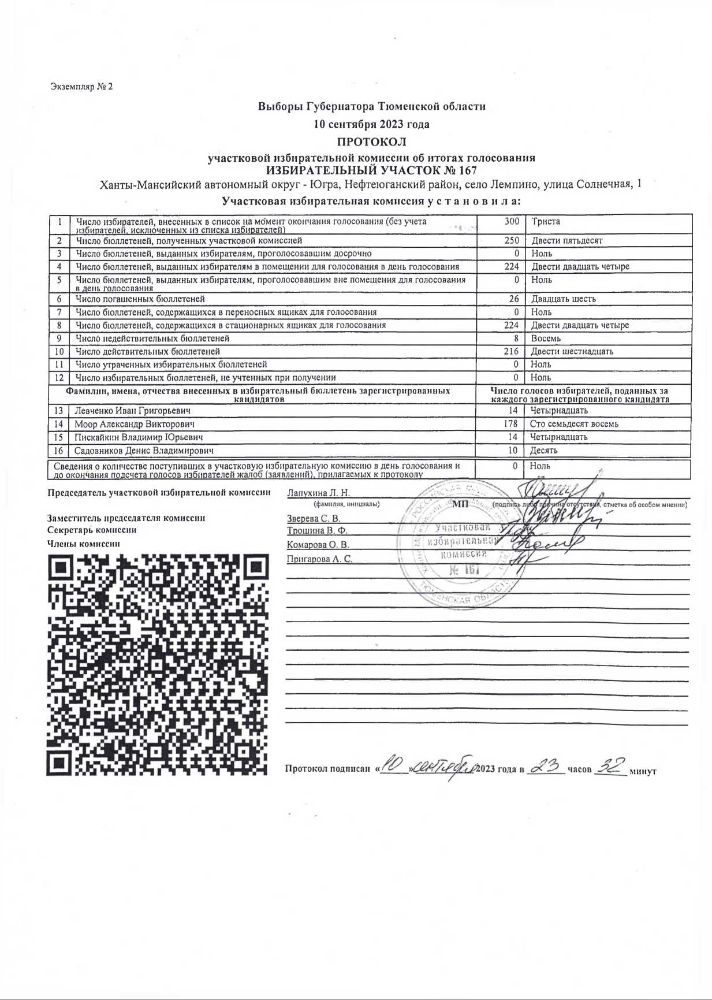 Экземпляр № 2
Выборы Губернатора Тюменской области
10 сентября 2023 года
ПРОТОКОЛ
участковой избирательной комиссии об итогах голосования
ИЗБИРАТЕЛЬНЫЙ УЧАСТОК № 167
Ханты-Мансийский автономный округ - Югра, Нефтеюганский район, село Лемпино, улица Солнечная, 1
Участковая избирательная комиссия у с т а н о в и л а:
1 Число избирателей, внесенных в список на момент окончания голосования (без учета 300 Триста
избирателей, исключенных из списка избирателей)
2 Число бюллетеней, полученных участковой комиссией 250 Двести пятьдесят
3 Число бюллетеней, выданных избирателям, проголосовавшим досрочно 0 Ноль
4 Число бюллетеней, выданных избирателям в помещении для голосования в день голосования 224 Двести двадцать четыре
5 Число бюллетеней, выданных избирателям, проголосовавшим вне помещения для голосования 0 Ноль
в день голосования
6 Число погашенных бюллетеней 26 Двадцать шесть
7 Число бюллетеней, содержащихся в переносных ящиках для голосования 0 Ноль
8 Число бюллетеней, содержащихся в стационарных ящиках для голосования 224 Двести двадцать четыре
9 Число недействительных бюллетеней 8 Восемь
10 Число действительных бюллетеней 216 Двести шестнадцать
11 Число утраченных избирательных бюллетеней 0 Ноль
12 Число избирательных бюллетеней, не учтенных при получении 0 Ноль
Фамилии, имена, отчества внесенных в избирательный бюллетень зарегистрированных Число голосов избирателей, поданных за
кандидатов каждого зарегистрированного кандидата
13 Левченко Иван Григорьевич 14 Четырнадцать
14 Моор Александр Викторович 178 Сто семьдесят восемь
15 Пискайкин Владимир Юрьевич 14 Четырнадцать
16 Садовников Денис Владимирович 10 Десять
Сведения о количестве поступивших в участковую избирательную комиссию в день голосования и 0 Ноль
до окончания подсчета голосов избирателей жалоб (заявлений), прилагаемых к протоколу
Председатель участковой избирательной комиссии Лапухина Л. Н.
(фамилия, инициалы) МП (подпись либо причина отсутствия, отметка об особом мнении)
Заместитель председателя комиссии Зверева С. В.
Секретарь комиссии Трошина В. Ф.
Члены комиссии Комарова О. В.
Пригарова А. С.
Участковая
избирательная
комиссия
№ 167
ТЮМЕНСКАЯ ОБЛАСТЬ
Протокол подписан «10» сентября 2023 года в 23 часов 32 минут